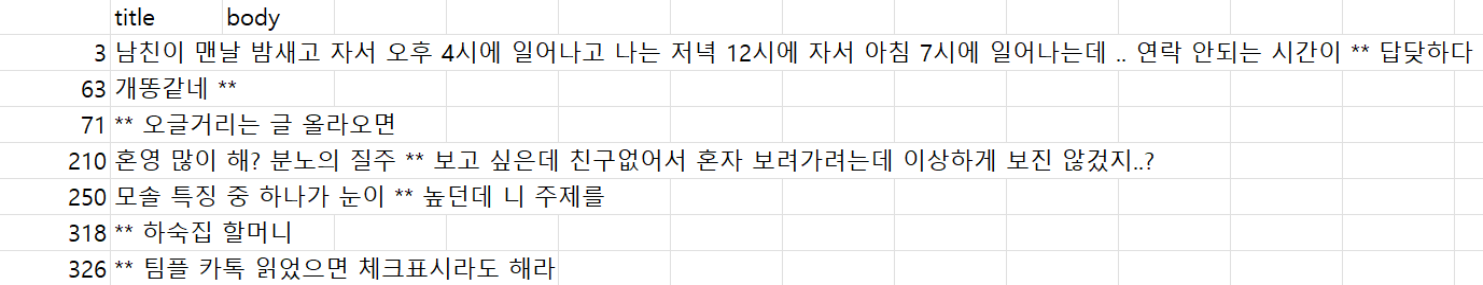 title body
3 남친이 맨날 밤새고 자서 오후 4시에 일어나고 나는 저녁 12시에 자서 아침 7시에 일어나는데 .. 연락 안되는 시간이 ** 답닺하다
63 개똥같네 **
71 ** 오글거리는 글 올라오면
210 혼영 많이 해? 분노의 질주 ** 보고 싶은데 친구없어서 혼자 보려가려는데 이상하게 보진 않겄지..?
250 모솔 특징 중 하나가 눈이 ** 높던데 니 주제를
318 ** 하숙집 할머니
326 ** 팀플 카톡 읽었으면 체크표시라도 해라